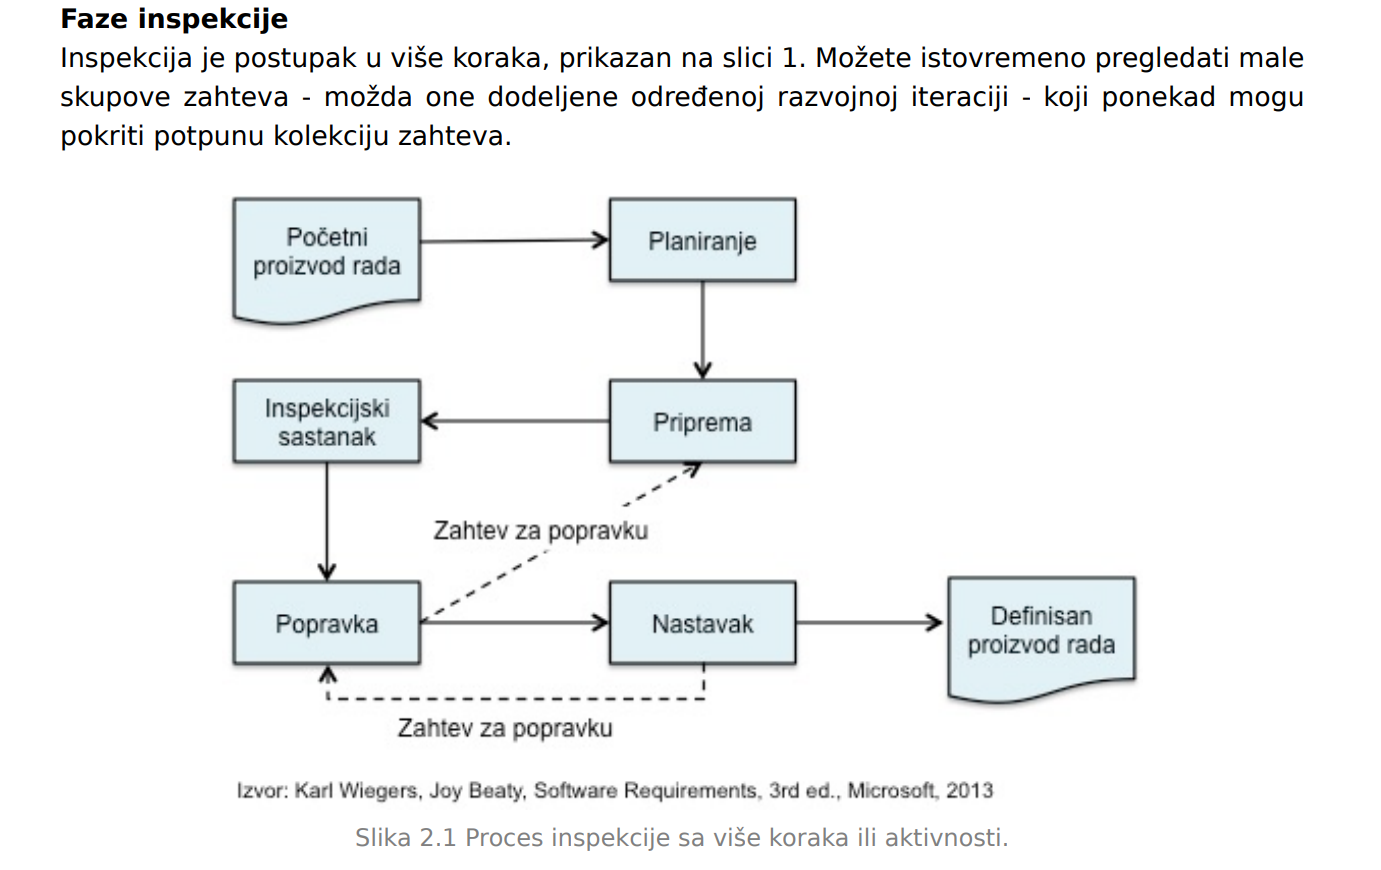 Faze inspekcije
Inspekcija je postupak u više koraka, prikazan na slici 1. Možete istovremeno pregledati male
skupove zahteva - možda one dodeljene određenoj razvojnoj iteraciji - koji ponekad mogu
pokriti potpunu kolekciju zahteva.
Početni
proizvod rada
Planiranje
Inspekcijski
sastanak
Priprema
Zahtev za popravku
Popravka
Nastavak
Definisan
proizvod rada
Zahtev za popravku
Izvor: Karl Wiegers, Joy Beaty, Software Requirements, 3rd ed., Microsoft, 2013
Slika 2.1 Proces inspekcije sa više koraka ili aktivnosti.